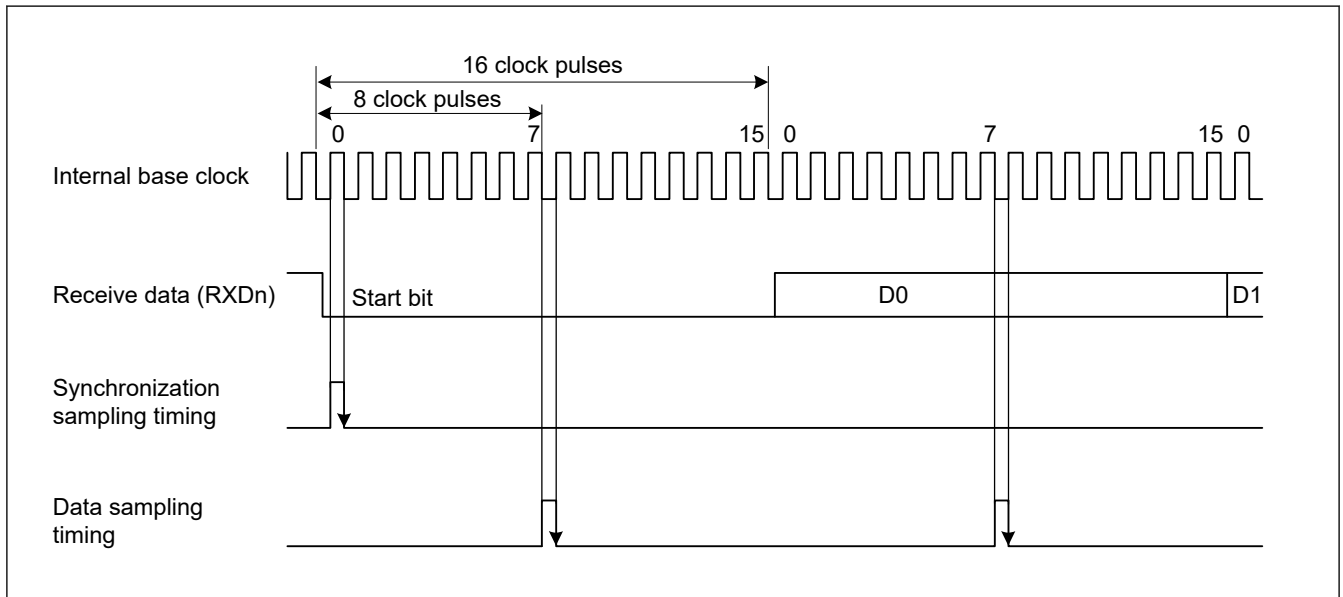 16 clock pulses
8 clock pulses
0 7 15 0 7 15 0
Internal base clock
Receive data (RXDn)
Start bit
D0
D1
Synchronization
sampling timing
Data sampling
timing